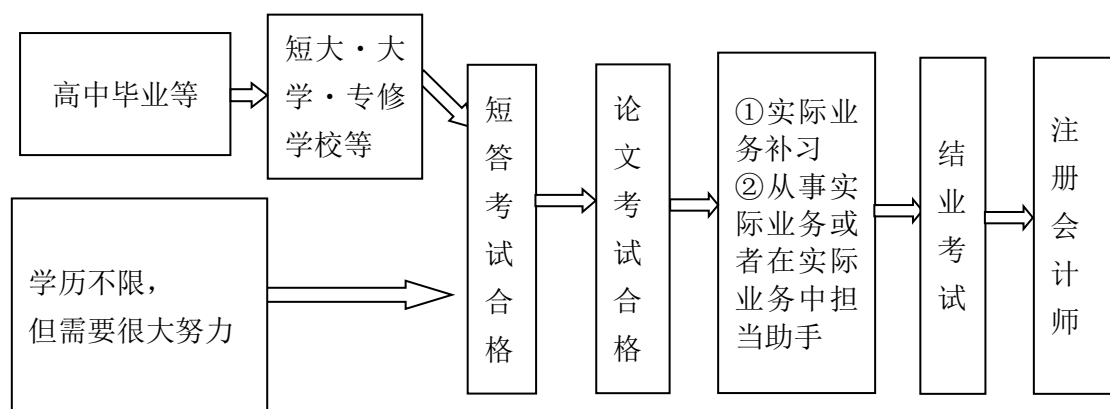 高中毕业等
短大・大
学・专修
学校等
学历不限，
但需要很大努力
短答考试合格
论文考试合格
①实际业
务补习
②从事实
际业务或
者在实际
业务中担
当助手
结业考试
注册会计师